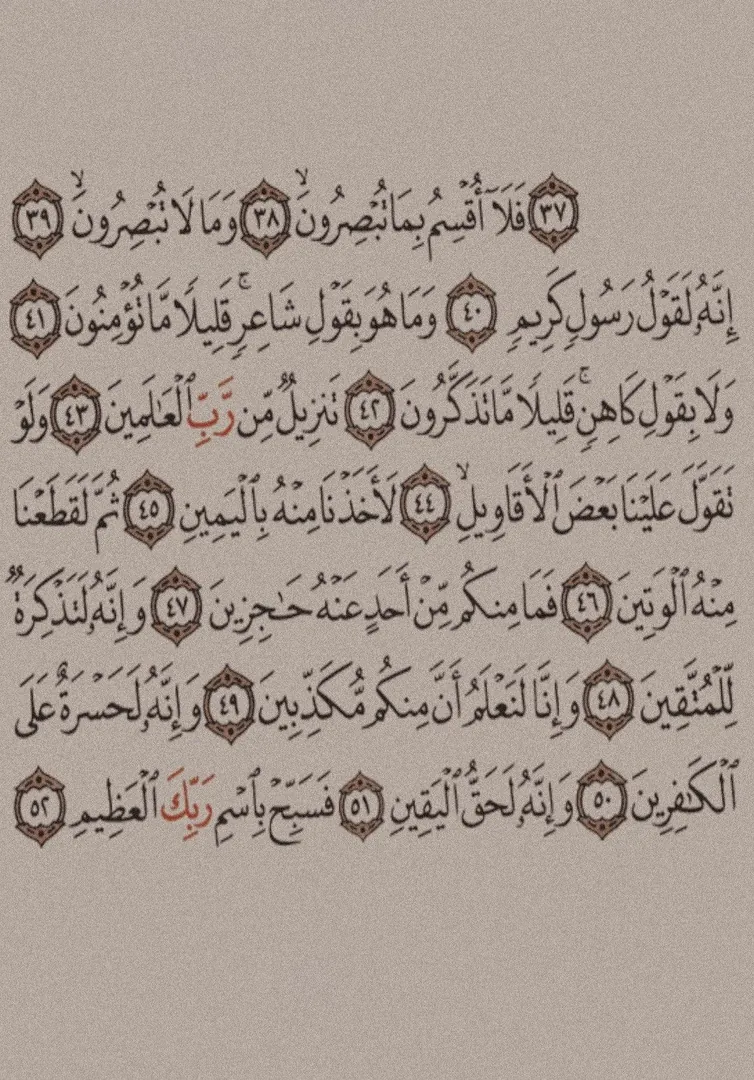 ٣٧ فَلَآ أُقْسِمُ بِمَا تُبْصِرُونَۙ ٣٨ وَمَا لَا تُبْصِرُونَۙ ٣٩
إِنَّهُۥ لَقَوْلُ رَسُولٍ كَرِيمٍ ٤٠ وَمَا هُوَ بِقَوْلِ شَاعِرٍۚ قَلِيلًا مَّا تُؤْمِنُونَ ٤١
وَلَا بِقَوْلِ كَاهِنٍۚ قَلِيلًا مَّا تَذَكَّرُونَ ٤٢ تَنْزِيلٌ مِّن رَّبِّ ٱلْعَـٰلَمِينَ ٤٣ وَلَوْ
تَقَوَّلَ عَلَيْنَا بَعْضَ ٱلْأَقَاوِيلِۙ ٤٤ لَأَخَذْنَا مِنْهُ بِٱلْيَمِينِ ٤٥ ثُمَّ لَقَطَعْنَا
مِنْهُ ٱلْوَتِينَ ٤٦ فَمَا مِنكُم مِّنْ أَحَدٍ عَنْهُ حَـٰجِزِينَ ٤٧ وَإِنَّهُۥ لَتَذْكِرَةٌ
لِّلْمُتَّقِينَ ٤٨ وَإِنَّا لَنَعْلَمُ أَنَّ مِنكُم مُّكَذِّبِينَ ٤٩ وَإِنَّهُۥ لَحَسْرَةٌ عَلَى
ٱلْكَـٰفِرِينَ ٥٠ وَإِنَّهُۥ لَحَقُّ ٱلْيَقِينِ ٥١ فَسَبِّحْ بِٱسْمِ رَبِّكَ ٱلْعَظِيمِ ٥٢